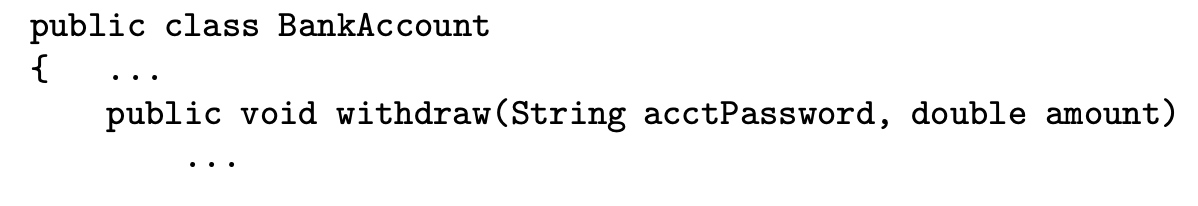 public class BankAccount
{ ...
public void withdraw(String acctPassword, double amount)
...